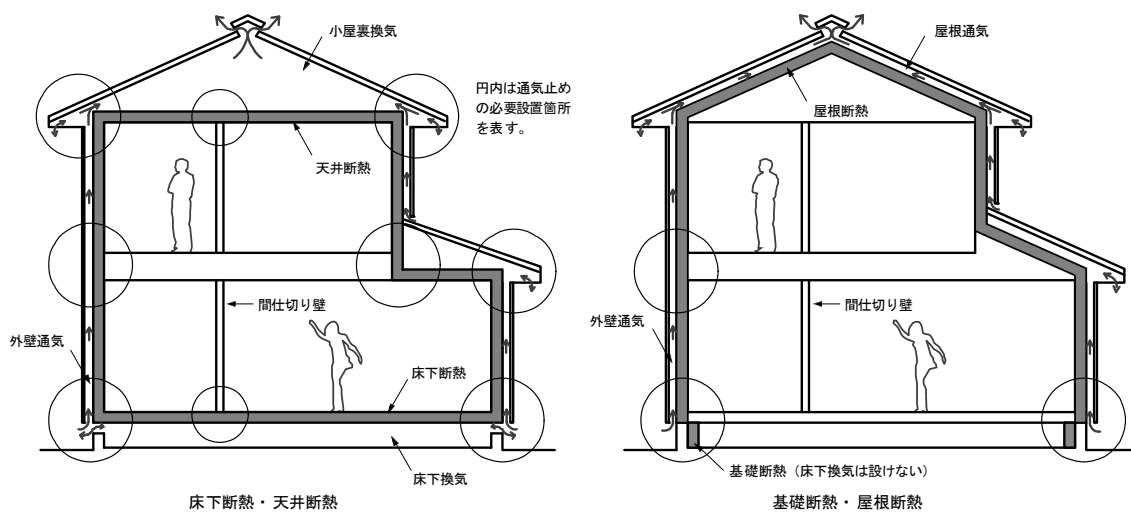 小屋裏換気
円内は通気止め
の必要設置箇所
を表す。
天井断熱
間仕切り壁
外壁通気
床下断熱
床下換気
床下断熱・天井断熱
屋根通気
屋根断熱
間仕切り壁
外壁通気
基礎断熱（床下換気は設けない）
基礎断熱・屋根断熱